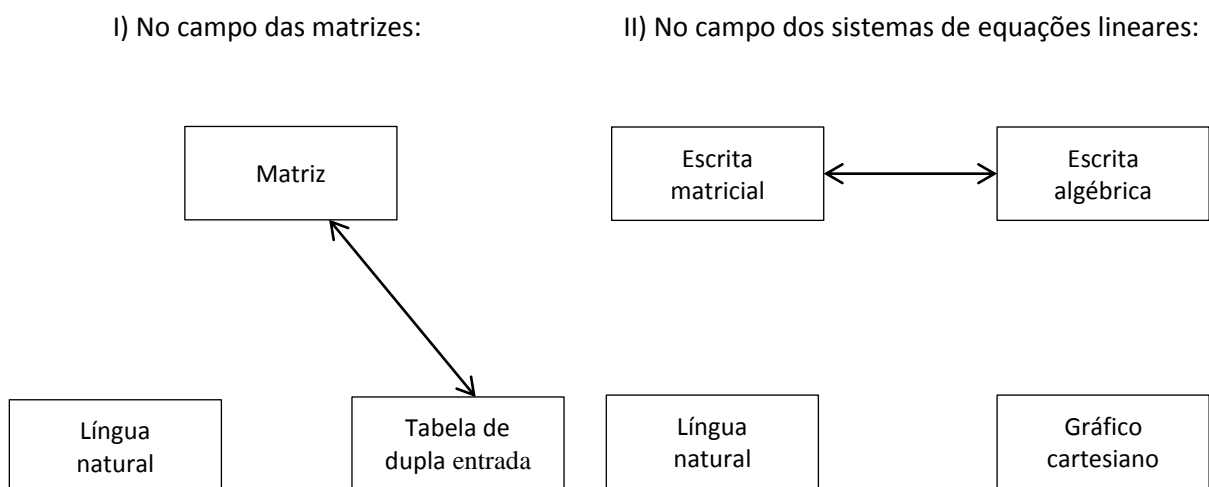 I) No campo das matrizes:
II) No campo dos sistemas de equações lineares:
Matriz
Escrita
matricial
Escrita
algébrica
Língua
natural
Tabela de
dupla entrada
Língua
natural
Gráfico
cartesiano